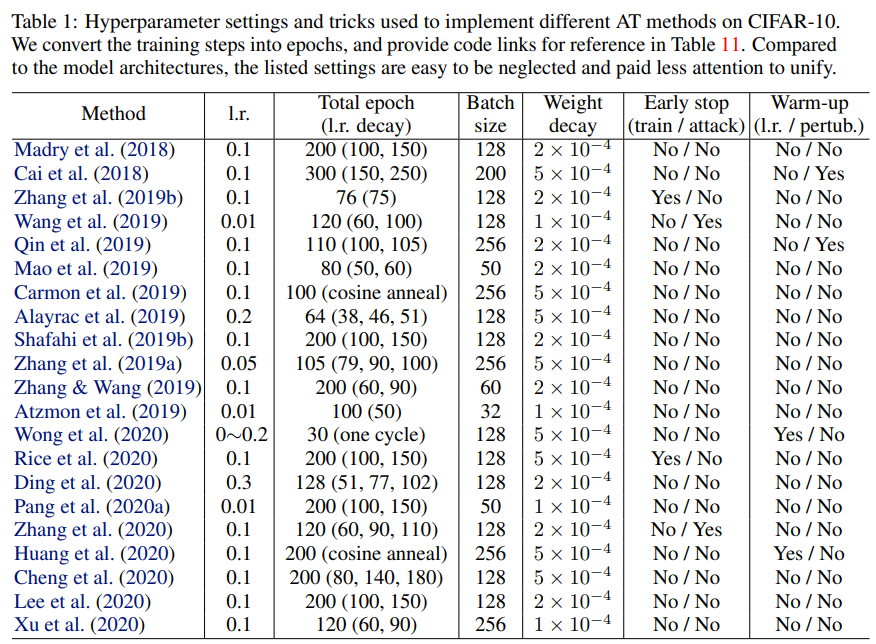 Table 1: Hyperparameter settings and tricks used to implement different AT methods on CIFAR-10.
We convert the training steps into epochs, and provide code links for reference in Table 11. Compared
to the model architectures, the listed settings are easy to be neglected and paid less attention to unify.
Method l.r. Total epoch (l.r. decay) Batch size Weight decay Early stop (train / attack) Warm-up (l.r. / pertub.)
Madry et al. (2018) 0.1 200 (100, 150) 128 2 × 10⁻⁴ No / No No / No
Cai et al. (2018) 0.1 300 (150, 250) 200 5 × 10⁻⁴ No / No No / Yes
Zhang et al. (2019b) 0.1 76 (75) 128 2 × 10⁻⁴ Yes / No No / No
Wang et al. (2019) 0.01 120 (60, 100) 128 1 × 10⁻⁴ No / Yes No / No
Qin et al. (2019) 0.1 110 (100, 105) 256 2 × 10⁻⁴ No / No No / Yes
Mao et al. (2019) 0.1 80 (50, 60) 50 2 × 10⁻⁴ No / No No / No
Carmon et al. (2019) 0.1 100 (cosine anneal) 256 5 × 10⁻⁴ No / No No / No
Alayrac et al. (2019) 0.2 64 (38, 46, 51) 128 5 × 10⁻⁴ No / No No / No
Shafahi et al. (2019b) 0.1 200 (100, 150) 128 2 × 10⁻⁴ No / No No / No
Zhang et al. (2019a) 0.05 105 (79, 90, 100) 256 5 × 10⁻⁴ No / No No / No
Zhang & Wang (2019) 0.1 200 (60, 90) 60 2 × 10⁻⁴ No / No No / No
Atzmon et al. (2019) 0.01 100 (50) 32 1 × 10⁻⁴ No / No No / No
Wong et al. (2020) 0∼0.2 30 (one cycle) 128 5 × 10⁻⁴ No / No Yes / No
Rice et al. (2020) 0.1 200 (100, 150) 128 5 × 10⁻⁴ Yes / No No / No
Ding et al. (2020) 0.3 128 (51, 77, 102) 128 2 × 10⁻⁴ No / No No / No
Pang et al. (2020a) 0.01 200 (100, 150) 50 1 × 10⁻⁴ No / No No / No
Zhang et al. (2020) 0.1 120 (60, 90, 110) 128 2 × 10⁻⁴ No / Yes No / No
Huang et al. (2020) 0.1 200 (cosine anneal) 256 5 × 10⁻⁴ No / No Yes / No
Cheng et al. (2020) 0.1 200 (80, 140, 180) 128 5 × 10⁻⁴ No / No No / No
Lee et al. (2020) 0.1 200 (100, 150) 128 2 × 10⁻⁴ No / No No / No
Xu et al. (2020) 0.1 120 (60, 90) 256 1 × 10⁻⁴ No / No No / No